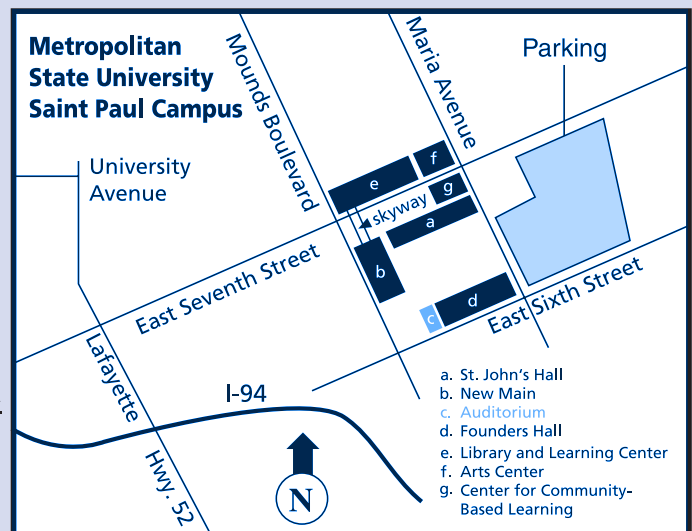 Metropolitan
State University
Saint Paul Campus
Mounds Boulevard
Maria Avenue
Parking
University
Avenue
f
e
g
skyway
a
b
East Seventh Street
d
c
East Sixth Street
Lafayette
Hwy. 52
I-94
N
a. St. John's Hall
b. New Main
c. Auditorium
d. Founders Hall
e. Library and Learning Center
f. Arts Center
g. Center for Community-
Based Learning